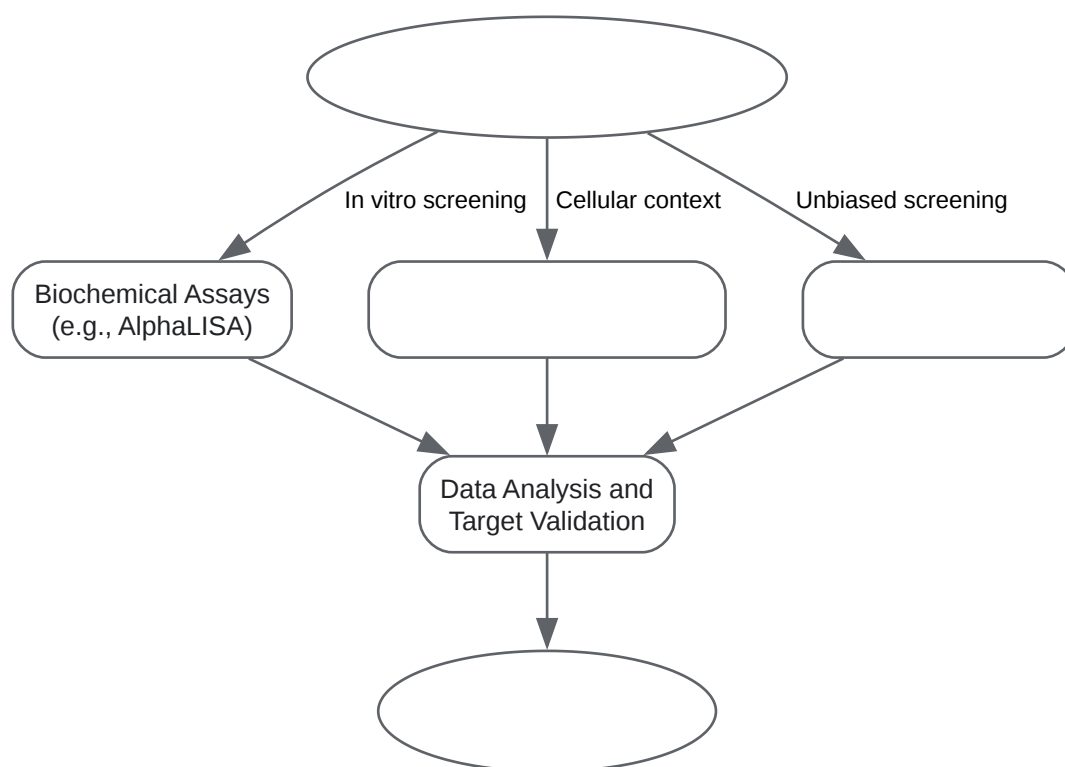 In vitro screening
Cellular context
Unbiased screening
Biochemical Assays
(e.g., AlphaLISA)
Data Analysis and
Target Validation